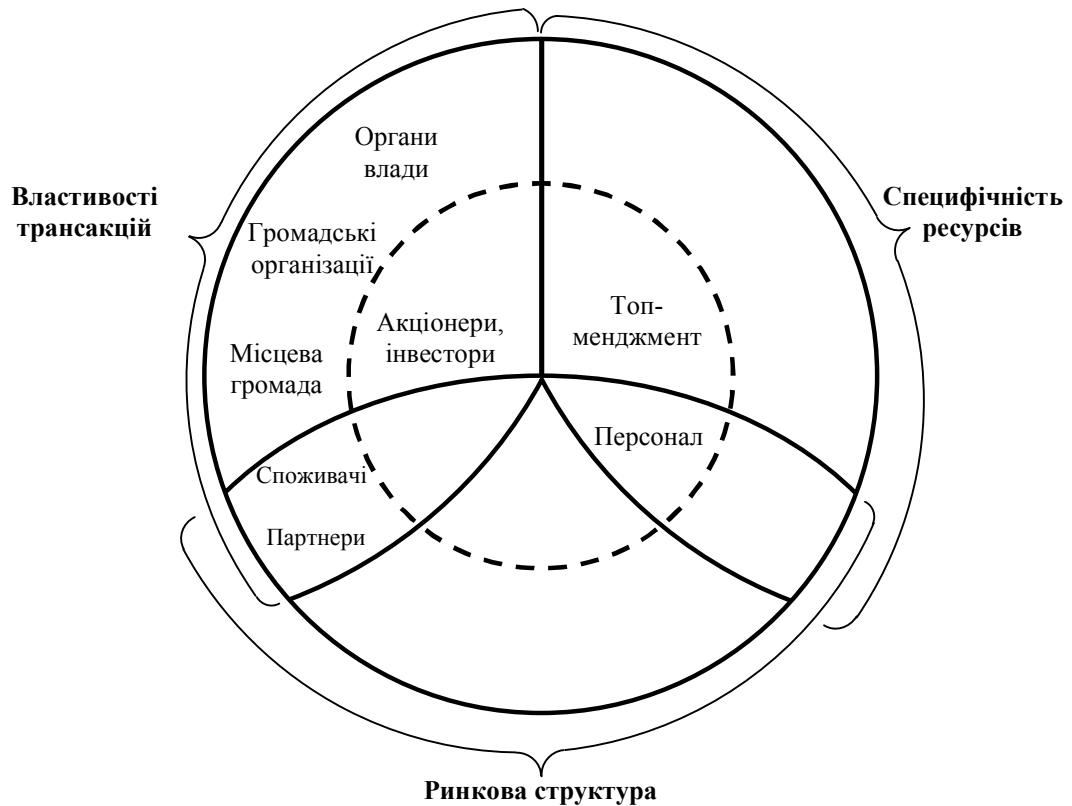 Органи
влади
Властивості
трансакцій
Специфічність
ресурсів
Громадські
організації
Акціонери,
інвестори
Топ-
менджмент
Місцева
громада
Персонал
Споживачі
Партнери
Ринкова структура